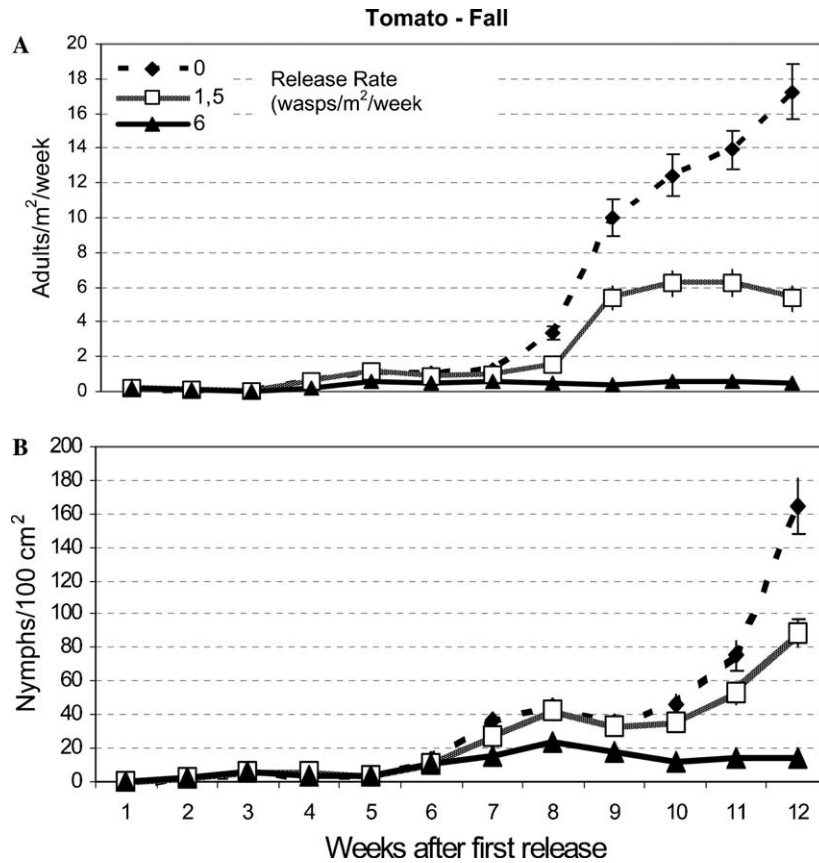 Tomato - Fall
A
0
1,5
6
Release Rate
(wasps/m²/week
Adults/m²/week
20
18
16
14
12
10
8
6
4
2
0
B
Nymphs/100 cm²
200
180
160
140
120
100
80
60
40
20
0
1 2 3 4 5 6 7 8 9 10 11 12
Weeks after first release